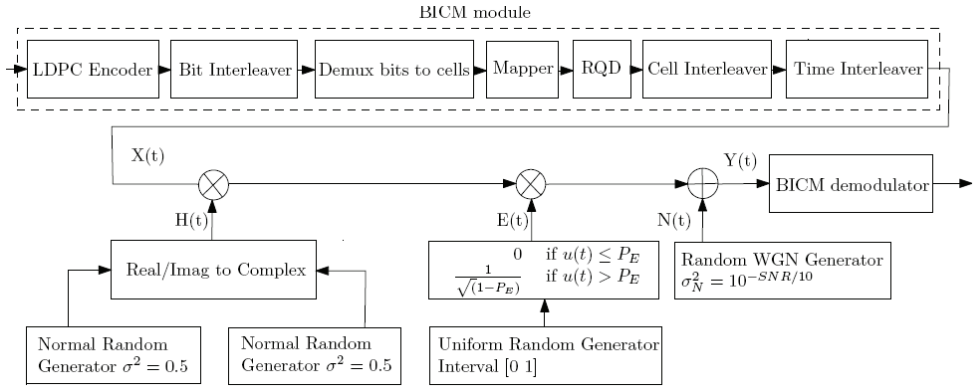 BICM module
LDPC Encoder
Bit Interleaver
Demux bits to cells
Mapper
RQD
Cell Interleaver
Time Interleaver
X(t)
Y(t)
BICM demodulator
H(t)
E(t)
N(t)
Real/Imag to Complex
0 if u(t) ≤ P_E
1/√(1−P_E) if u(t) > P_E
Random WGN Generator
σ_N^2 = 10^{−SNR/10}
Normal Random
Generator σ^2 = 0.5
Normal Random
Generator σ^2 = 0.5
Uniform Random Generator
Interval [0 1]